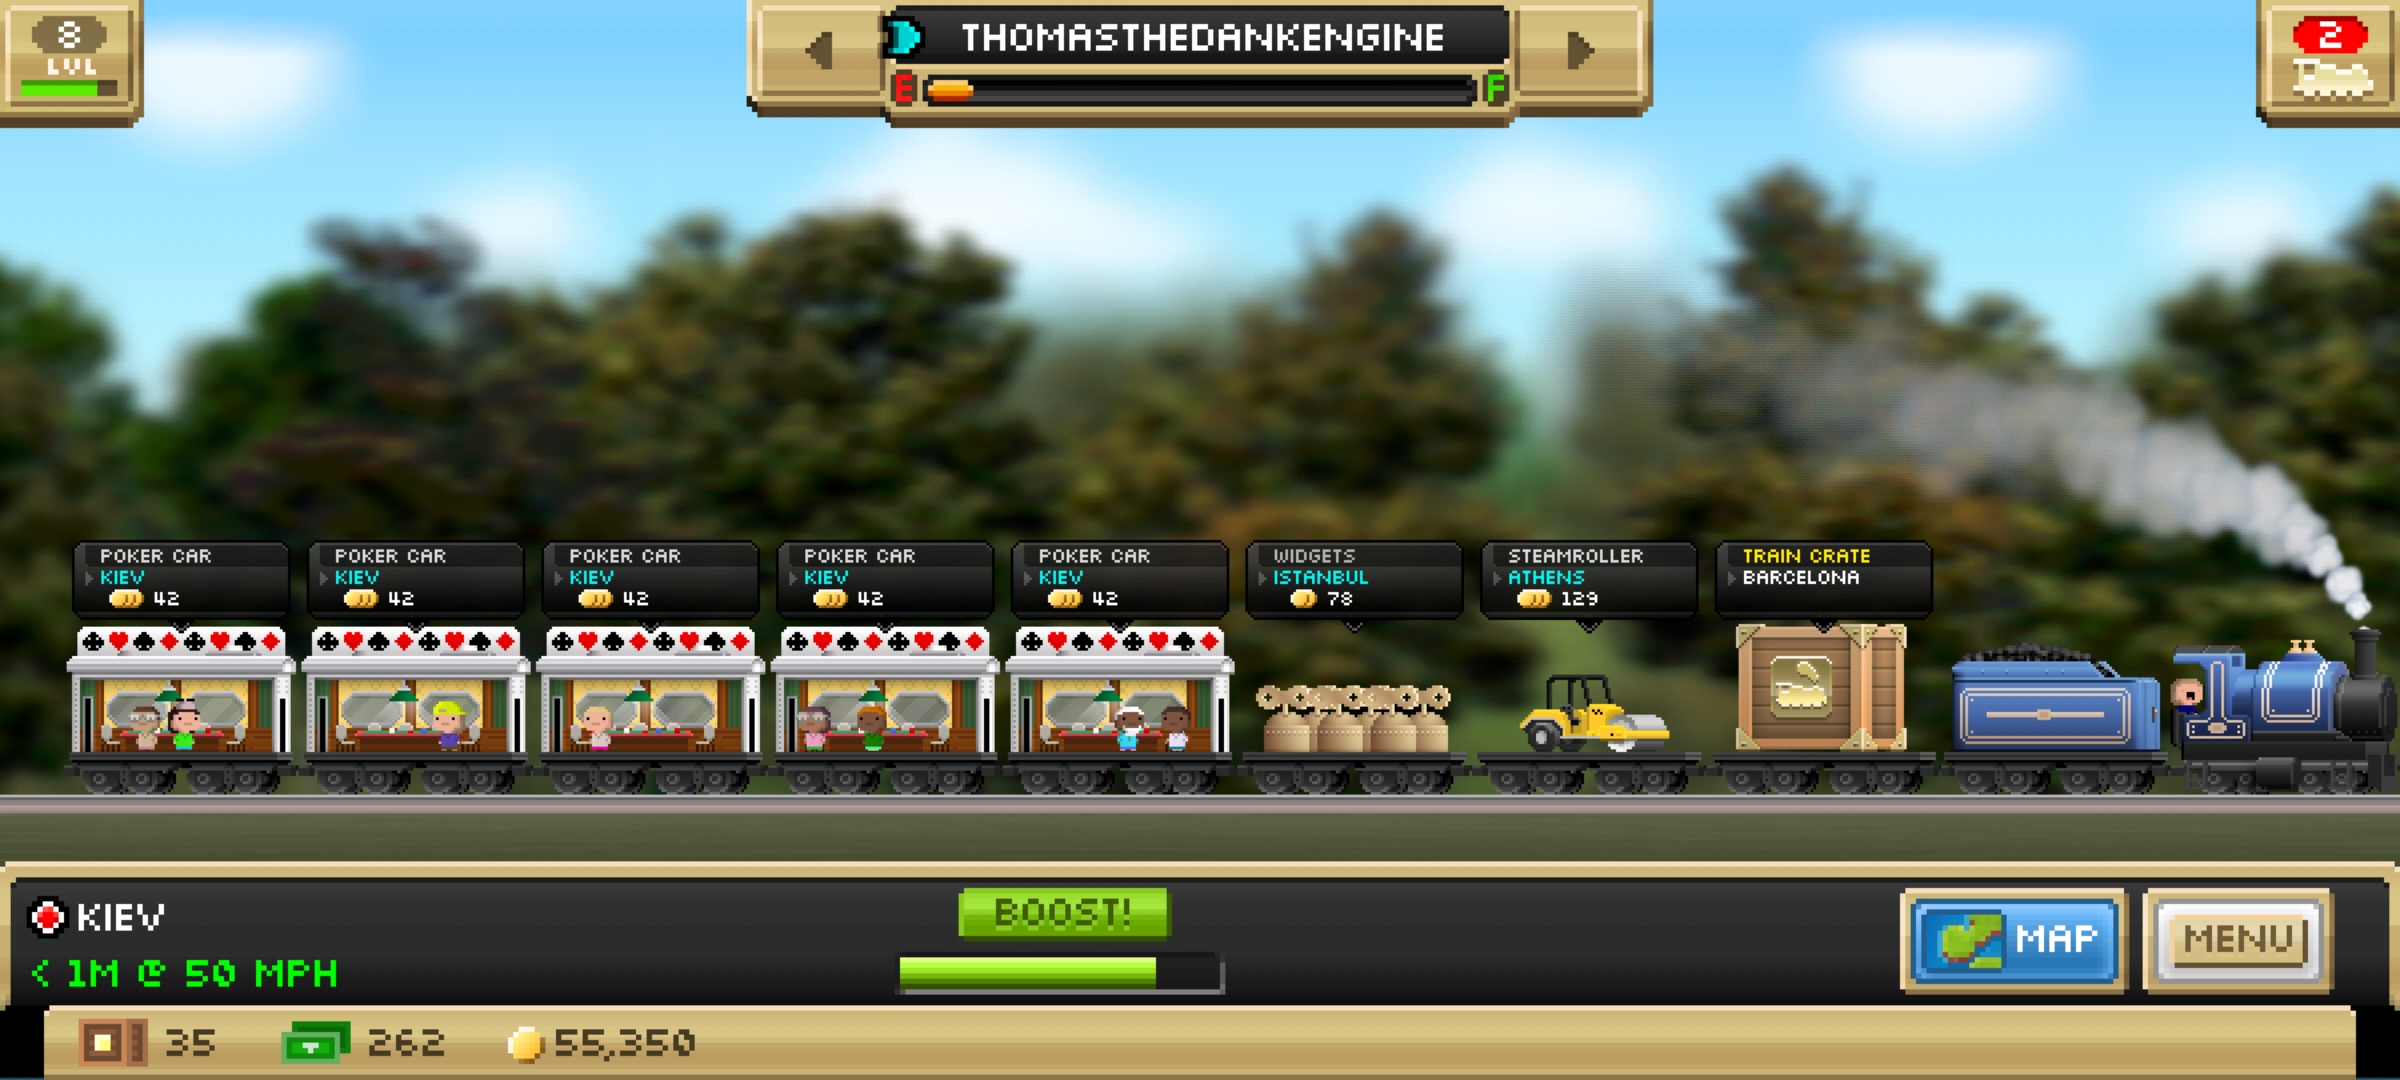 8
LVL
THOMASTHEDANKENGINE
E F
2
POKER CAR
KIEV
42
POKER CAR
KIEV
42
POKER CAR
KIEV
42
POKER CAR
KIEV
42
POKER CAR
KIEV
42
WIDGETS
ISTANBUL
78
STEAMROLLER
ATHENS
129
TRAIN CRATE
BARCELONA
KIEV
< 1M @ 50 MPH
BOOST!
MAP
MENU
35
262
55,350